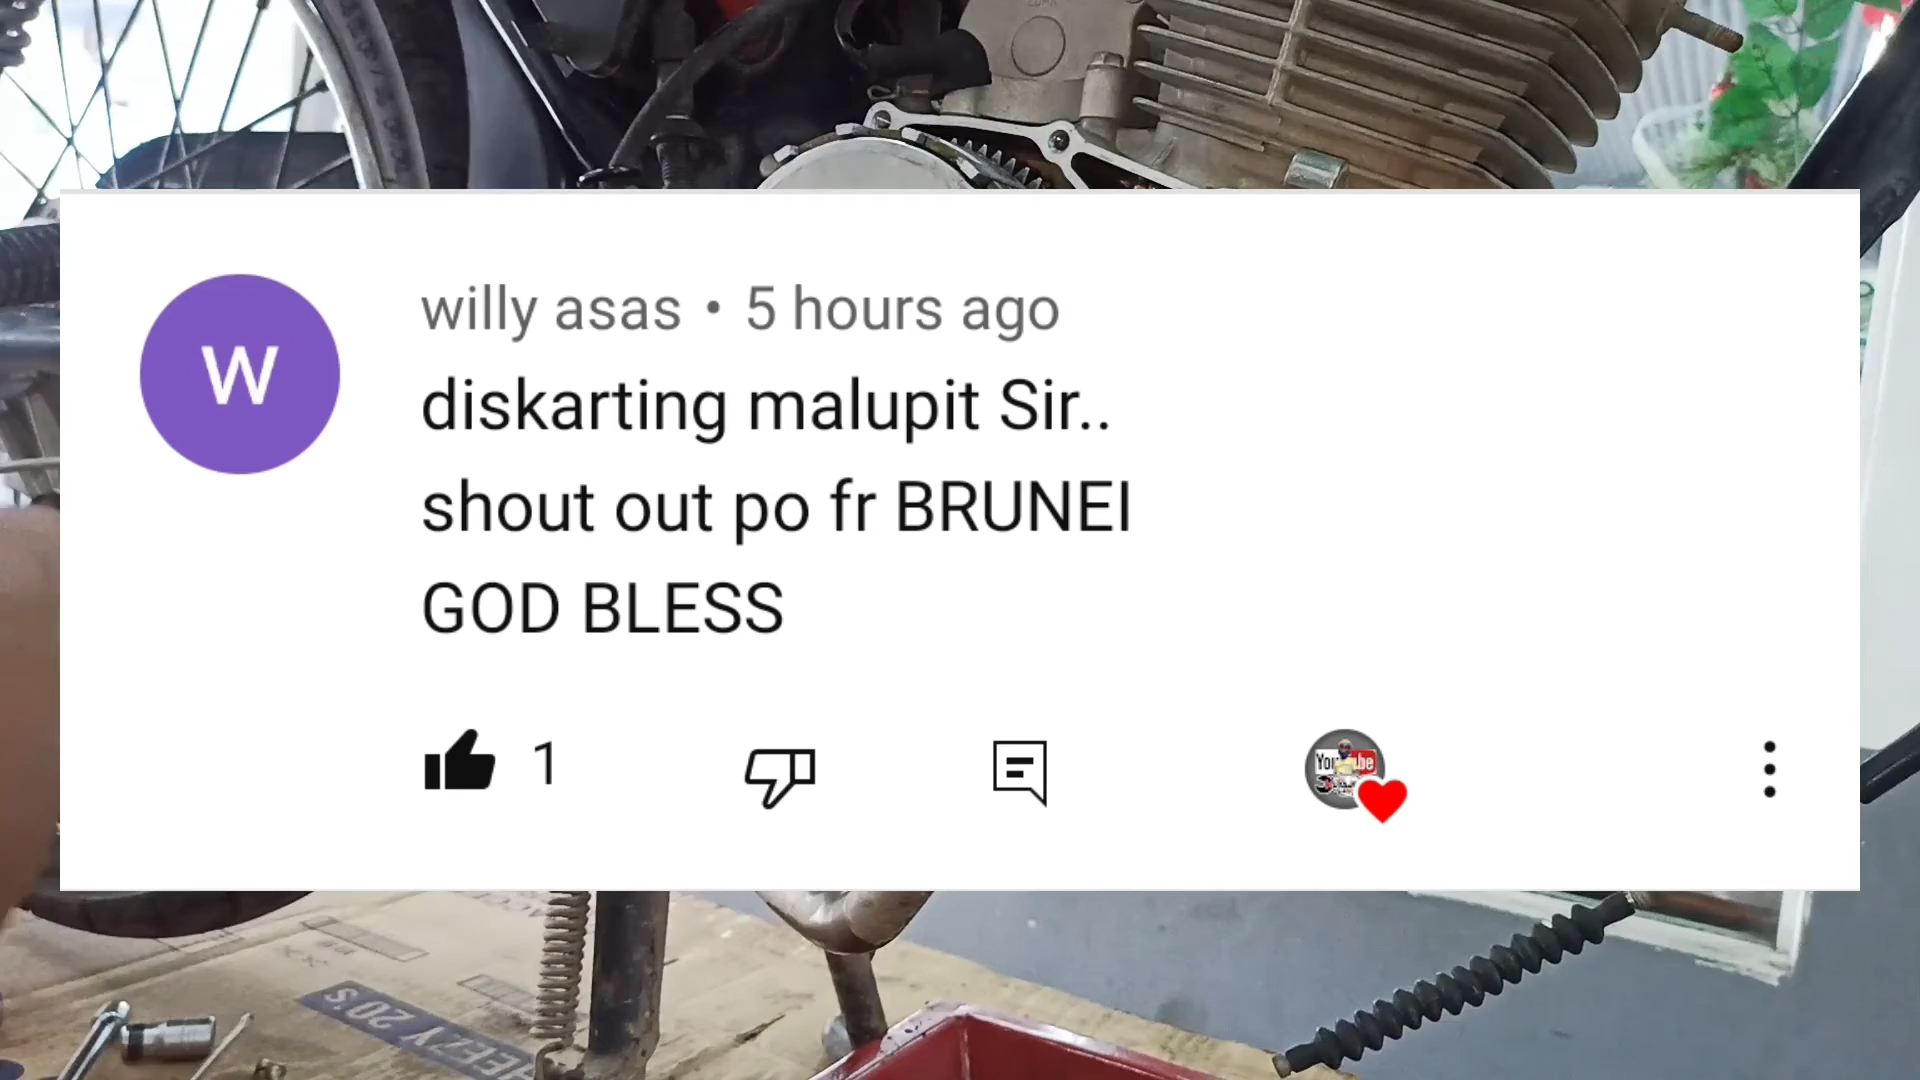 W
willy asas • 5 hours ago
diskarting malupit Sir..
shout out po fr BRUNEI
GOD BLESS
1